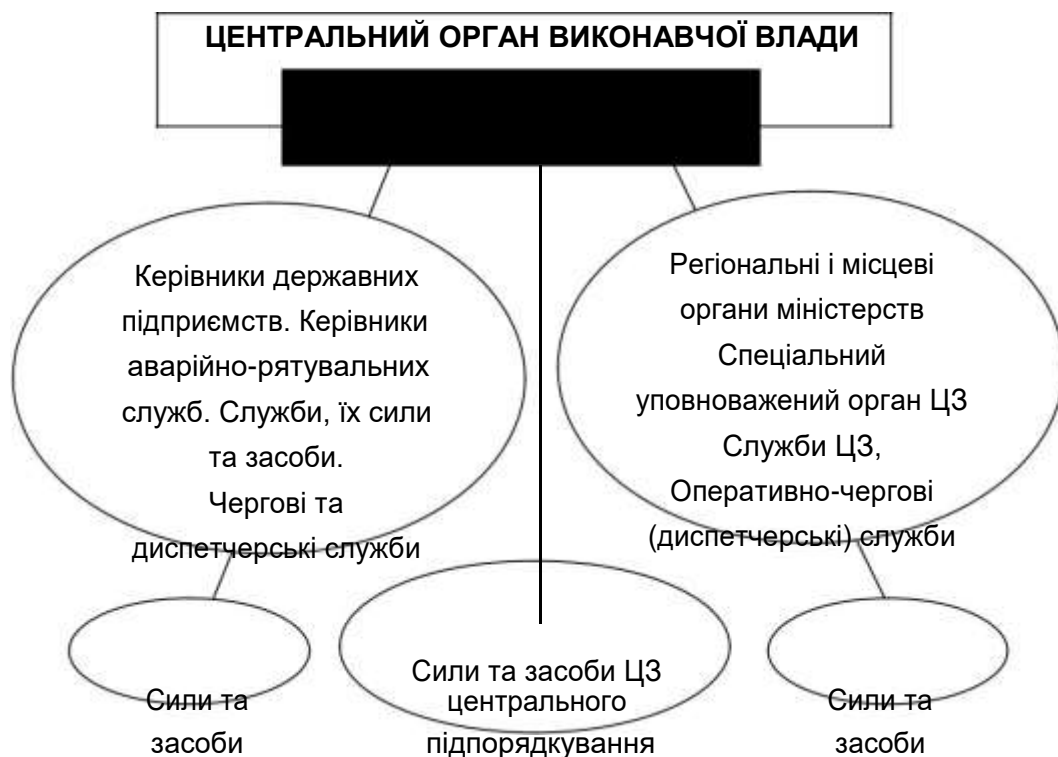 ЦЕНТРАЛЬНИЙ ОРГАН ВИКОНАВЧОЇ ВЛАДИ
Керівники державних
підприємств. Керівники
аварійно-рятувальних
служб. Служби, їх сили
та засоби.
Чергові та
диспетчерські служби
Регіональні і місцеві
органи міністерств
Спеціальний
уповноважений орган ЦЗ
Служби ЦЗ,
Оперативно-чергові
(диспетчерські) служби
Сили та
засоби
Сили та засоби ЦЗ
центрального
підпорядкування
Сили та
засоби